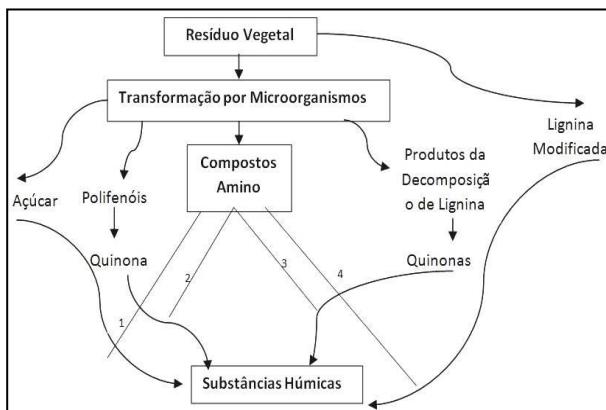 Resíduo Vegetal
Transformação por Microorganismos
Lignina
Modificada
Compostos
Amino
Produtos da
Decomposiçã
o de Lignina
Açúcar
Polifenóis
Quinona
Quinonas
1
2
3
4
Substâncias Húmicas